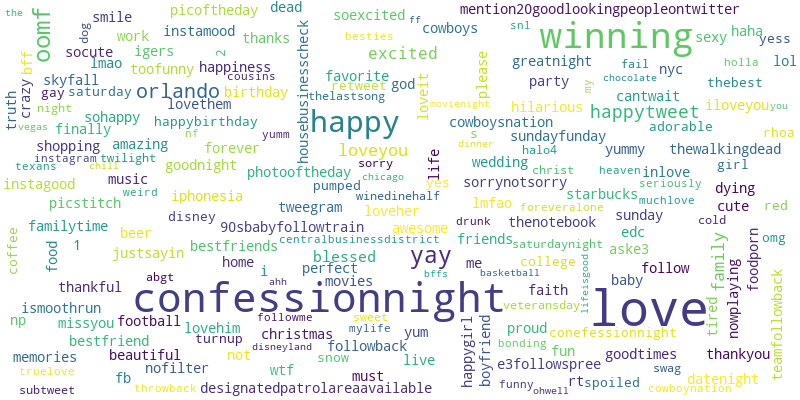 the
picoftheday
dead
ff
mention20goodlookingpeopleontwitter
smile
dog
oomf
work
instamood
soexcited
besties
cowboys
snl
winning
sexy
haha
yess
bff
socute
igers
2
thanks
lmao
toofunny
happiness
cousins
excited
please
greatnight
fail
nyc
holla
lol
crazy
truth
gay
skyfall
saturday
orlando
favorite
retweet
god
loveit
my
party
chocolate
thebest
night
lovethem
birthday
thelastsong
movienight
hilarious
cantwait
iloveyou
you
vegas
sohappy
happybirthday
housebusinesscheck
happy
cowboysnation
happytweet
finally
nf
yumm
s
sundayfunday
adorable
rhoa
shopping
amazing
forever
loveyou
dinner
halo4
yummy
thewalkingdead
instagram
twilight
texans
chill
goodnight
sorry
life
wedding
christ
heaven
inlove
girl
music
photooftheday
chicago
yes
seriously
instagood
weird
iphonesia
pumped
winedinehalf
sorrynotsorry
starbucks
muchlove
dying
picstitch
disney
tweegram
loveher
lmfao
foreveralone
cute
red
familytime
90sbabyfollowtrain
awesome
drunk
thenotebook
sunday
cold
coffee
food
1
beer
bestfriends
centralbusinessdistrict
friends
saturdaynight
edc
omg
justsayin
blessed
yay
aske3
family
foodporn
home
i
perfect
me
college
lifeisgood
follow
thankful
abgt
ahh
movies
bffs
basketball
faith
baby
tired
nowplaying
teamfollowback
ismoothrun
confessionnight
veteransday
love
np
missyou
football
lovehim
followme
sweet
happygirl
boyfriend
proud
conefessionnight
turnup
christmas
mylife
yum
bonding
bestfriend
disneyland
followback
fun
memories
beautiful
not
snow
live
goodtimes
thankyou
truelove
nofilter
wtf
e3followspree
swag
fb
must
funny
rt
spoiled
datenight
subtweet
throwback
designatedpatrolareaavailable
ohwell
cowboynation